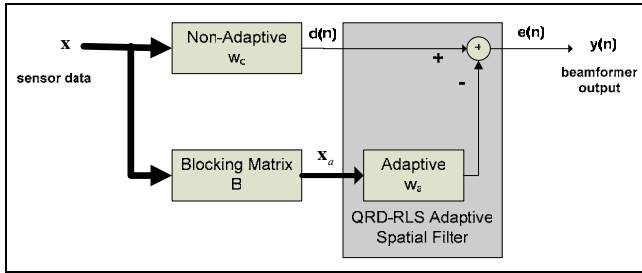 x
sensor data
Non-Adaptive
wc
d(n)
+
+
-
e(n)
y(n)
beamformer
output
Blocking Matrix
B
xa
Adaptive
wa
QRD-RLS Adaptive
Spatial Filter